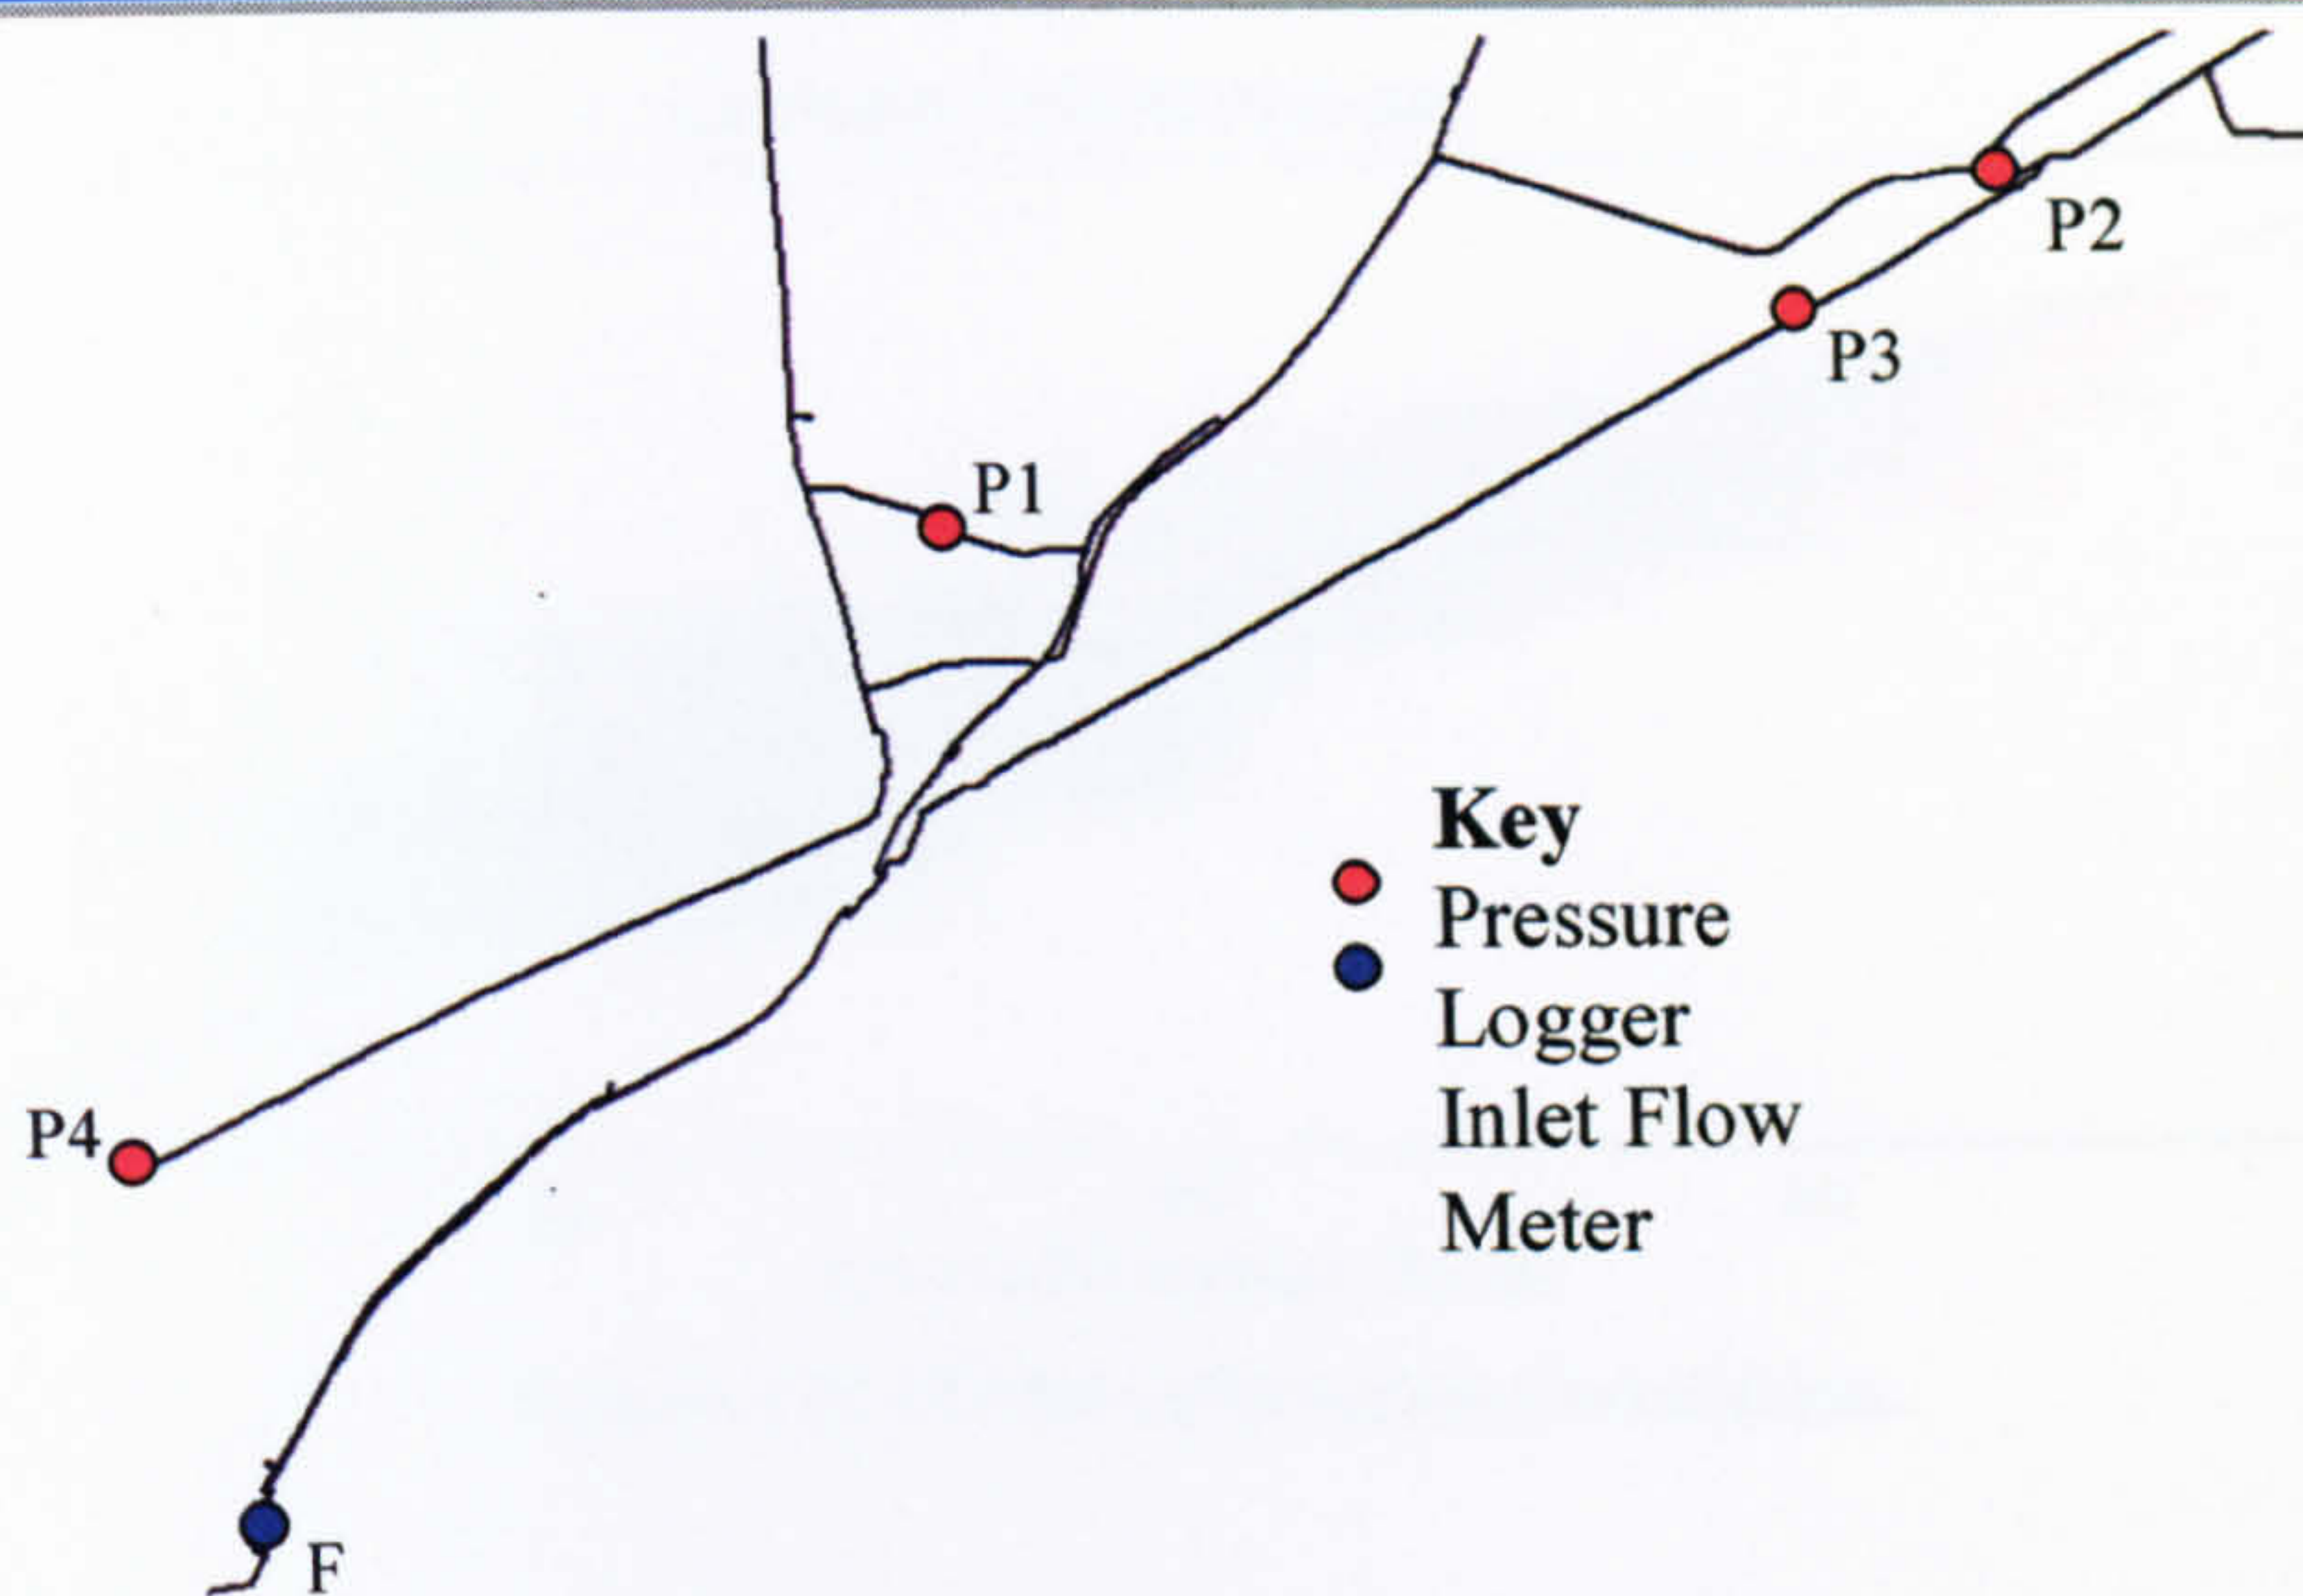 P2
P3
P1
Key
Pressure
Logger
Inlet Flow
Meter
P4
F